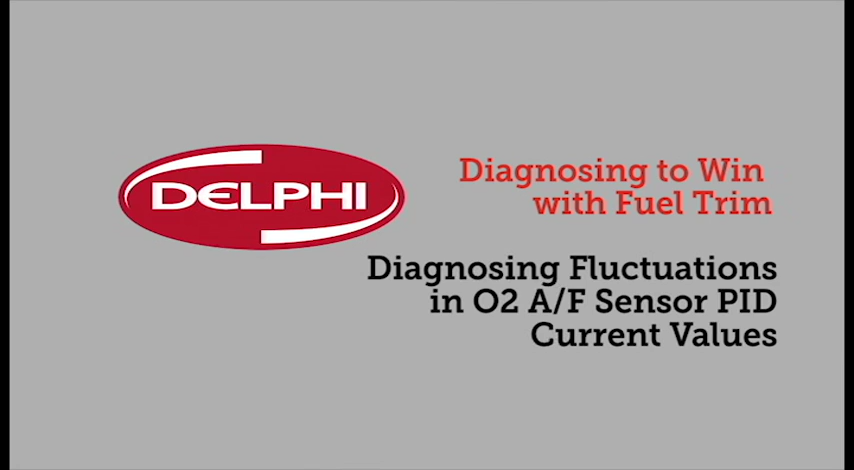 DELPHI
Diagnosing to Win
with Fuel Trim
Diagnosing Fluctuations
in O2 A/F Sensor PID
Current Values